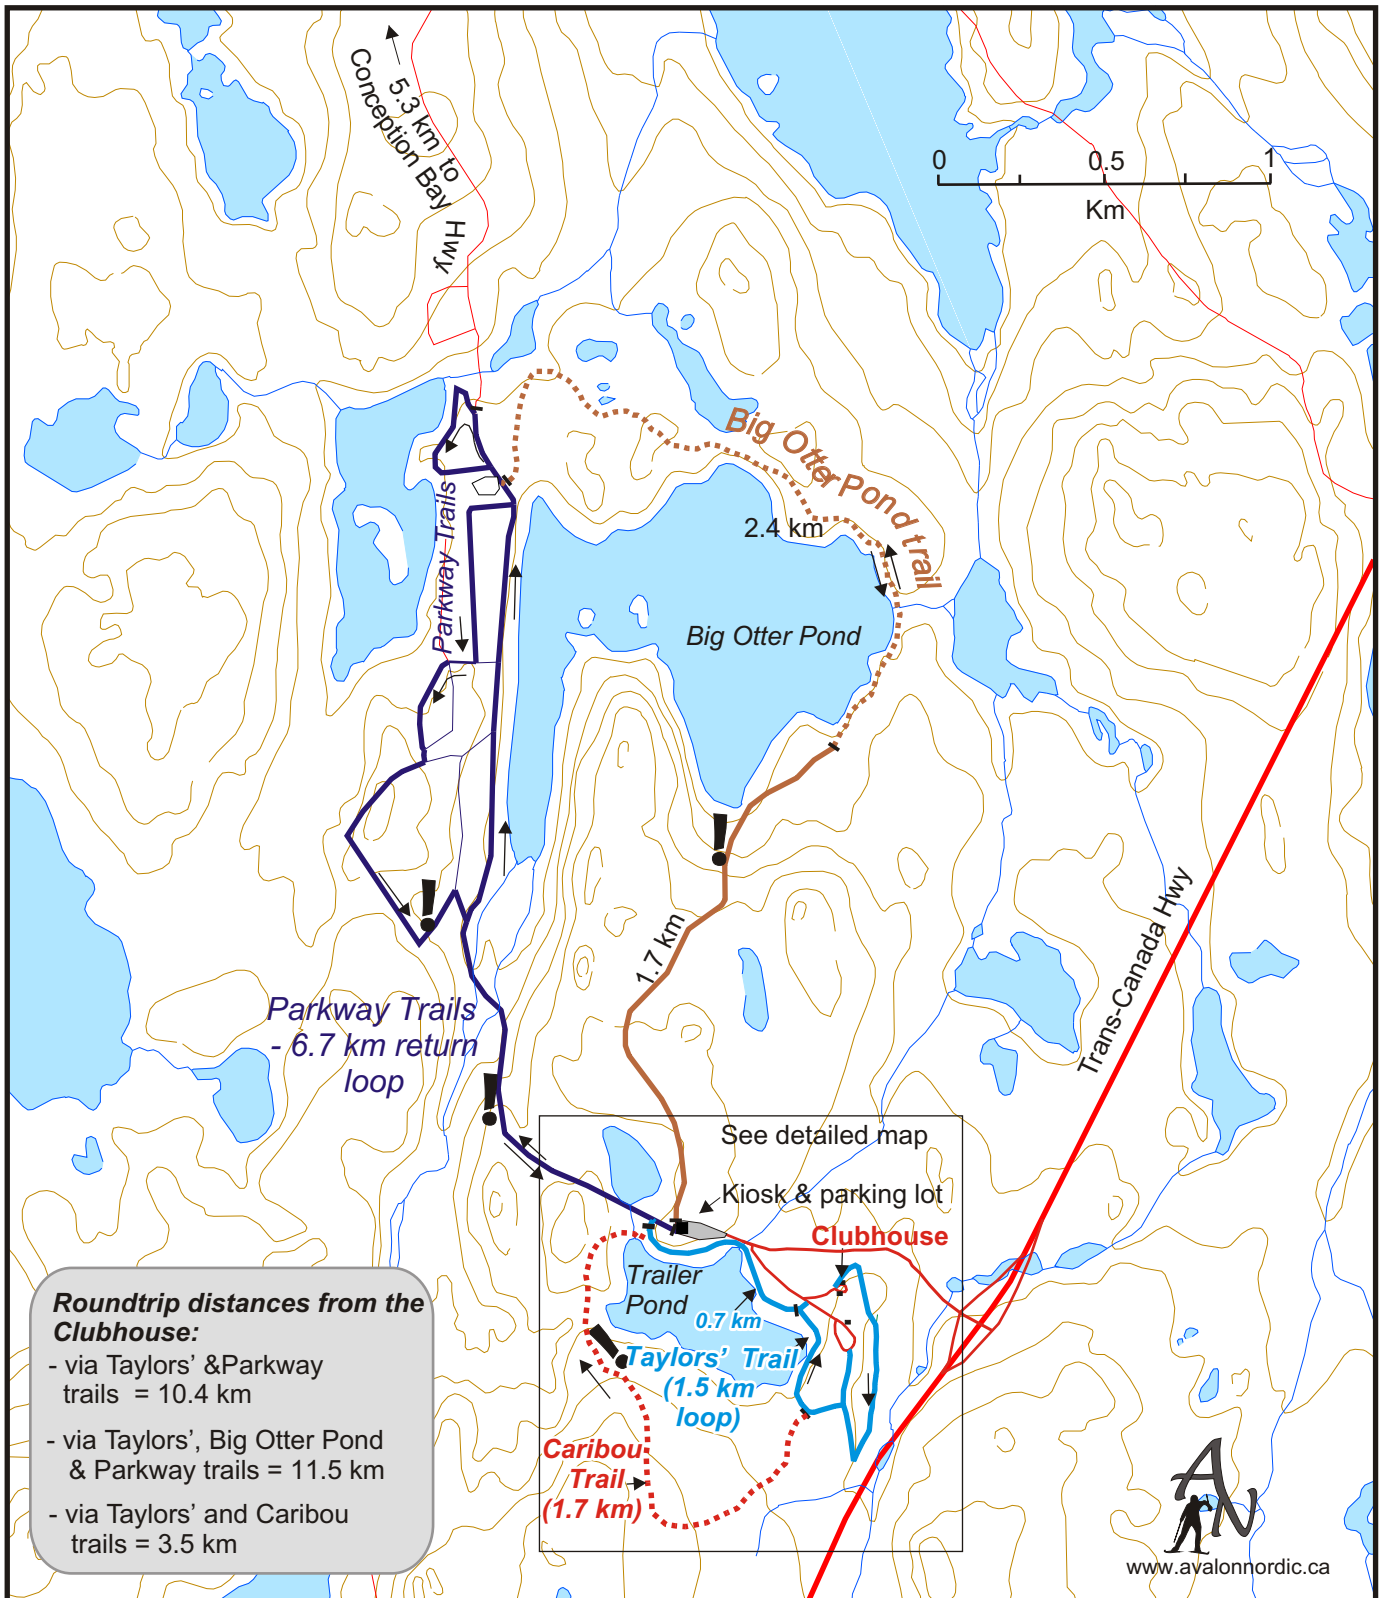 5.3 km to
Conception Bay Hwy
0 0.5 1
Km
Big Otter Pond trail
2.4 km
Parkway Trails
Big Otter Pond
1.7 km
Trans-Canada Hwy
Parkway Trails
- 6.7 km return
loop
See detailed map
Kiosk & parking lot
Clubhouse
Trailer
Pond
0.7 km
Taylors’ Trail
(1.5 km
loop)
Caribou
Trail
(1.7 km)
Roundtrip distances from the
Clubhouse:
- via Taylors’ &Parkway
trails = 10.4 km
- via Taylors’, Big Otter Pond
& Parkway trails = 11.5 km
- via Taylors’ and Caribou
trails = 3.5 km
AN
www.avalonnordic.ca